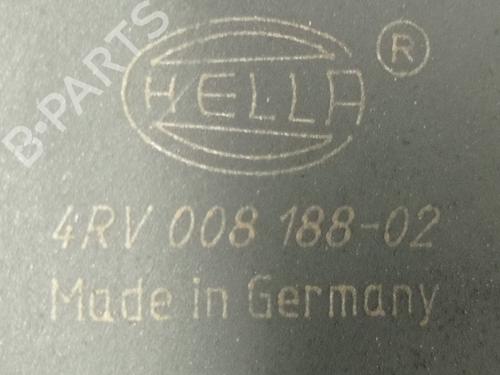 B-PARTS
HELLA ®
4RV 008 188-02
Made in Germany